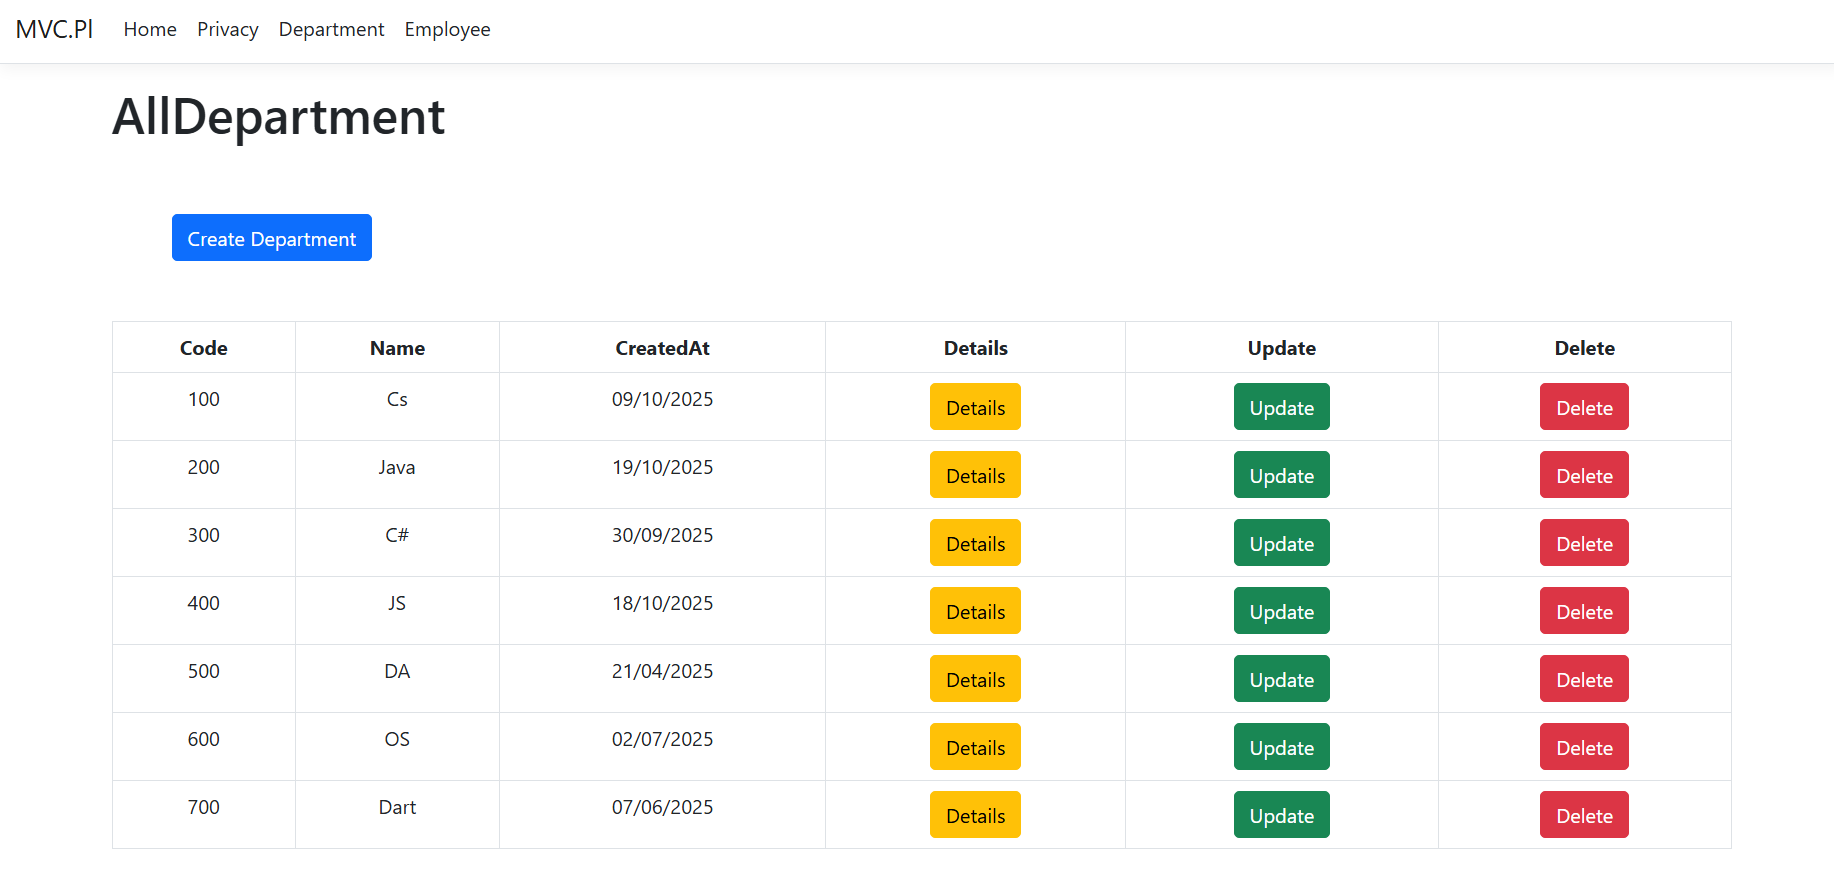 MVC.Pl Home Privacy Department Employee
AllDepartment
Create Department
Code Name CreatedAt Details Update Delete
100 Cs 09/10/2025 Details Update Delete
200 Java 19/10/2025 Details Update Delete
300 C# 30/09/2025 Details Update Delete
400 JS 18/10/2025 Details Update Delete
500 DA 21/04/2025 Details Update Delete
600 OS 02/07/2025 Details Update Delete
700 Dart 07/06/2025 Details Update Delete